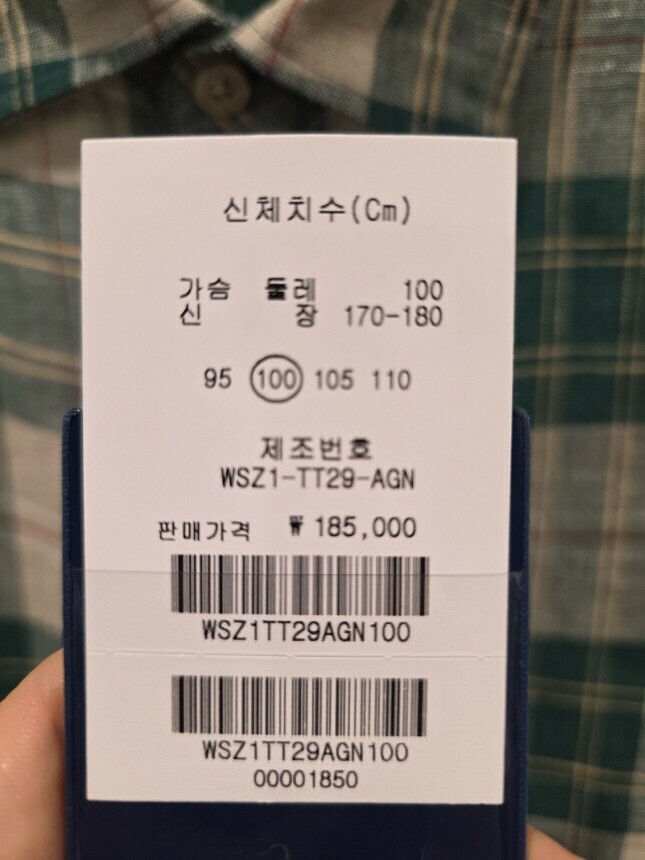 신체치수(Cm)
가슴 둘레 100
신 장 170-180
95 100 105 110
제조번호
WSZ1-TT29-AGN
판매가격 ₩185,000
WSZ1TT29AGN100
WSZ1TT29AGN100
00001850